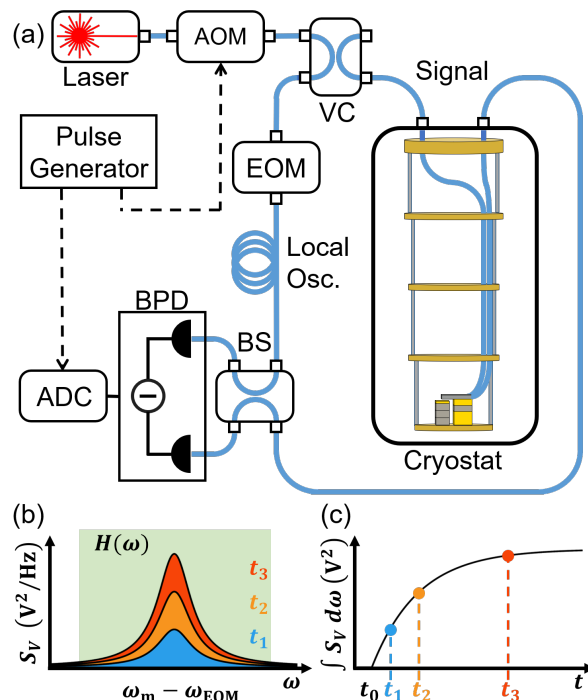 (a)
Laser
AOM
VC
Signal
Pulse
Generator
EOM
Local
Osc.
BPD
BS
ADC
Cryostat
(b)
H(ω)
S_V (V²/Hz)
t₃
t₂
t₁
ω
ω_m − ω_EOM
(c)
∫ S_V dω (V²)
t₀ t₁ t₂ t₃ t